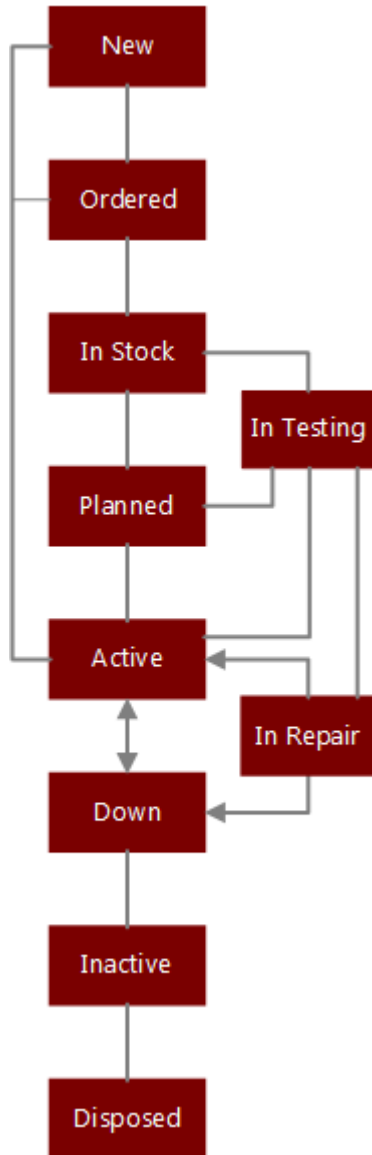 New
Ordered
In Stock
In Testing
Planned
Active
In Repair
Down
Inactive
Disposed